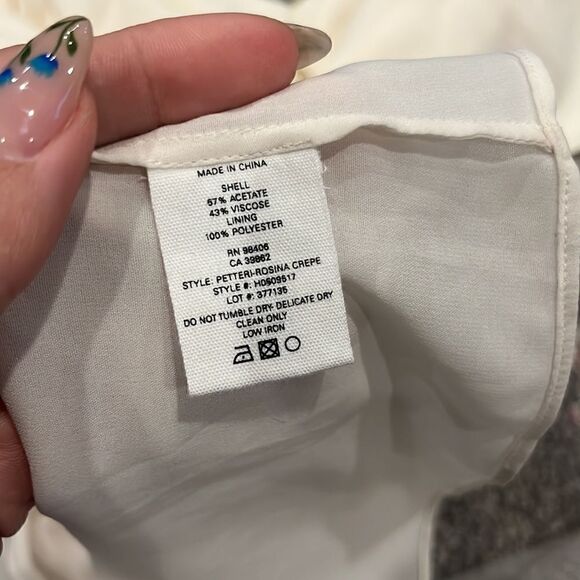 MADE IN CHINA
SHELL
57% ACETATE
43% VISCOSE
LINING
100% POLYESTER
RN 98406
CA 39862
STYLE: PETTERI-ROSINA CREPE
STYLE #: H0509517
LOT #: 377135
DO NOT TUMBLE DRY- DELICATE DRY
CLEAN ONLY
LOW IRON